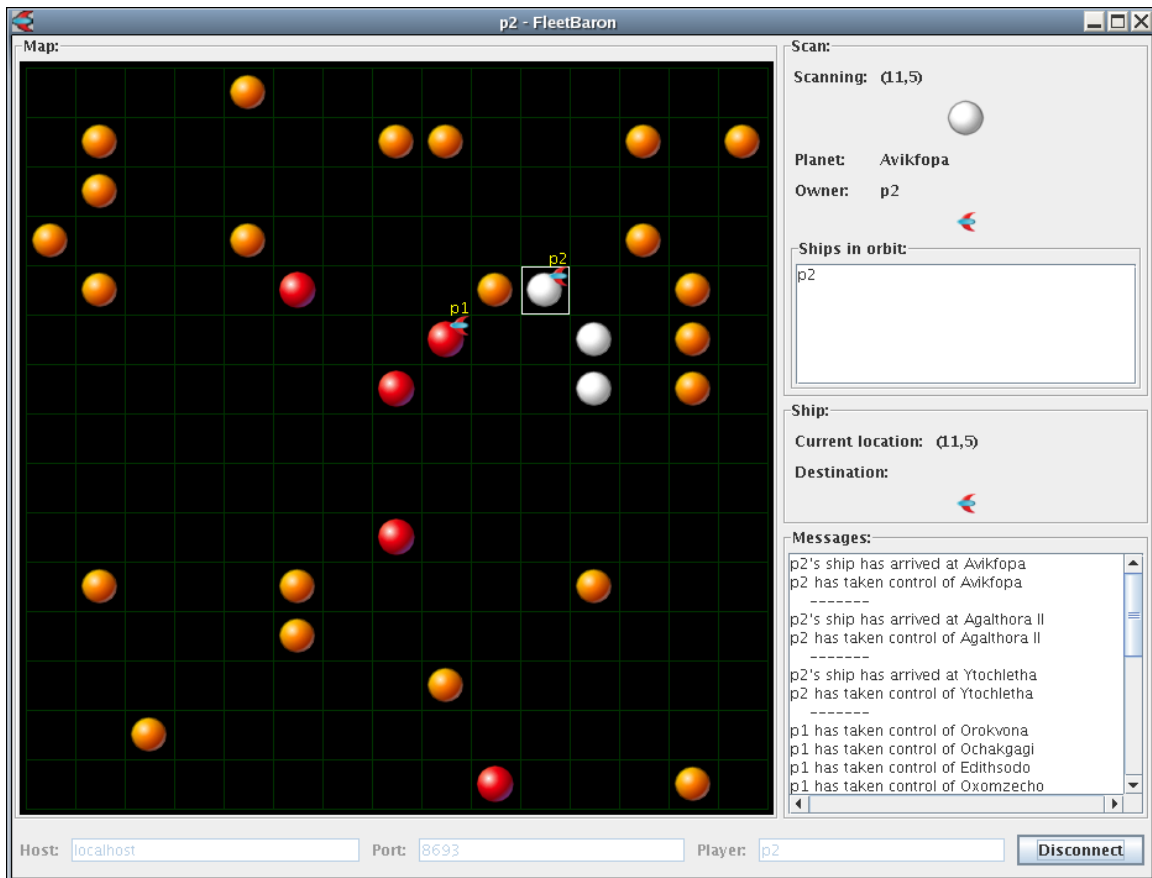 p2 - FleetBaron
Map:
p2
p1
Scan:
Scanning: (11,5)
Planet: Avikfopa
Owner: p2
Ships in orbit:
p2
Ship:
Current location: (11,5)
Destination:
Messages:
p2's ship has arrived at Avikfopa
p2 has taken control of Avikfopa
-------
p2's ship has arrived at Agalthora II
p2 has taken control of Agalthora II
-------
p2's ship has arrived at Ytochletha
p2 has taken control of Ytochletha
-------
p1 has taken control of Orokvona
p1 has taken control of Ochakgagi
p1 has taken control of Edithsodo
p1 has taken control of Oxomzecho
Host: localhost Port: 8693 Player: p2 Disconnect